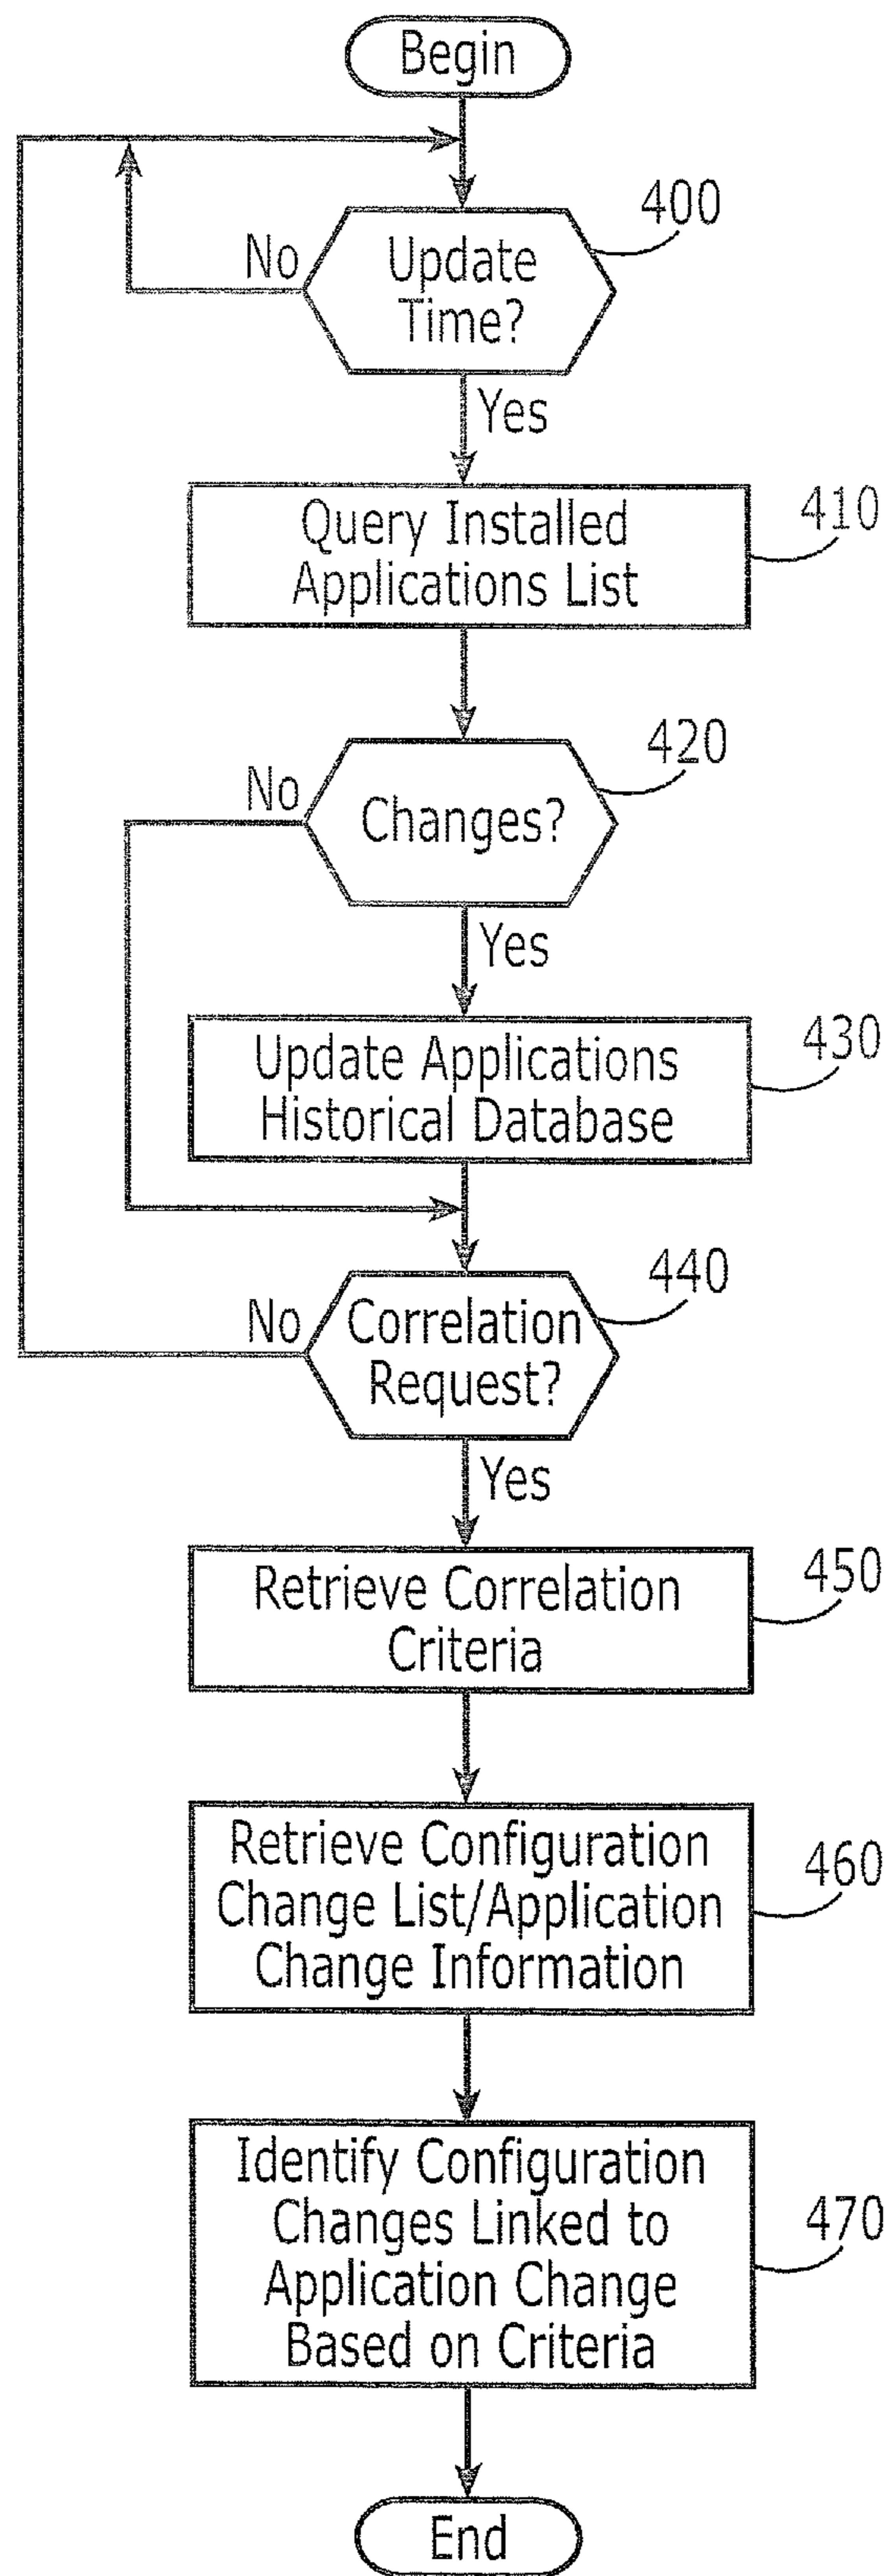 Begin
400
No
Update
Time?
Yes
410
Query Installed
Applications List
420
No
Changes?
Yes
430
Update Applications
Historical Database
440
No
Correlation
Request?
Yes
450
Retrieve Correlation
Criteria
460
Retrieve Configuration
Change List/Application
Change Information
470
Identify Configuration
Changes Linked to
Application Change
Based on Criteria
End